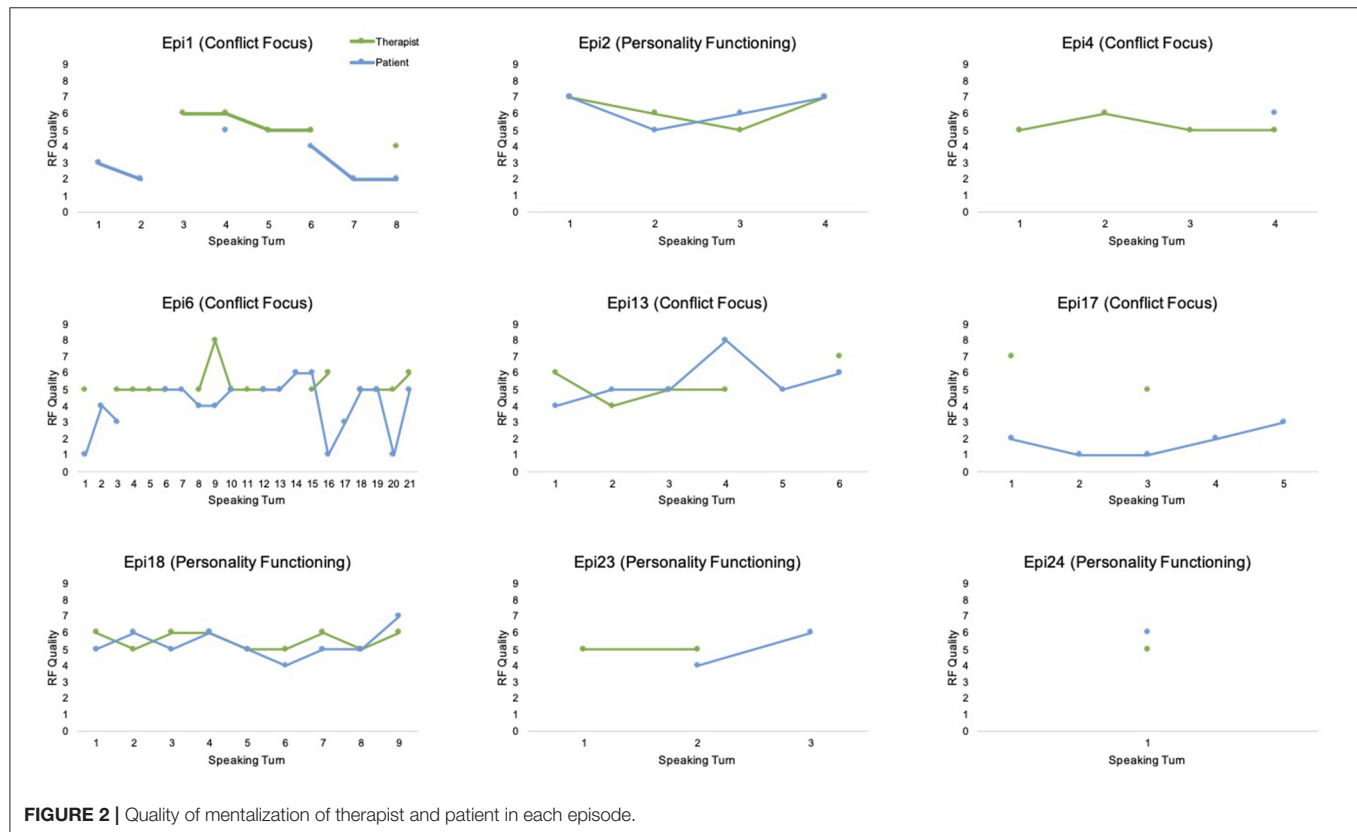 Epi1 (Conflict Focus)
Therapist
Patient
9
8
7
6
5
4
3
2
1
0
RF Quality
1 2 3 4 5 6 7 8
Speaking Turn
Epi2 (Personality Functioning)
9
8
7
6
5
4
3
2
1
0
RF Quality
1 2 3 4
Speaking Turn
Epi4 (Conflict Focus)
9
8
7
6
5
4
3
2
1
0
RF Quality
1 2 3 4
Speaking Turn
Epi6 (Conflict Focus)
9
8
7
6
5
4
3
2
1
0
RF Quality
1 2 3 4 5 6 7 8 9 10 11 12 13 14 15 16 17 18 19 20 21
Speaking Turn
Epi13 (Conflict Focus)
9
8
7
6
5
4
3
2
1
0
RF Quality
1 2 3 4 5 6
Speaking Turn
Epi17 (Conflict Focus)
9
8
7
6
5
4
3
2
1
0
RF Quality
1 2 3 4 5
Speaking Turn
Epi18 (Personality Functioning)
9
8
7
6
5
4
3
2
1
0
RF Quality
1 2 3 4 5 6 7 8 9
Speaking Turn
Epi23 (Personality Functioning)
9
8
7
6
5
4
3
2
1
0
RF Quality
1 2 3
Speaking Turn
Epi24 (Personality Functioning)
9
8
7
6
5
4
3
2
1
0
RF Quality
1
Speaking Turn
FIGURE 2 | Quality of mentalization of therapist and patient in each episode.